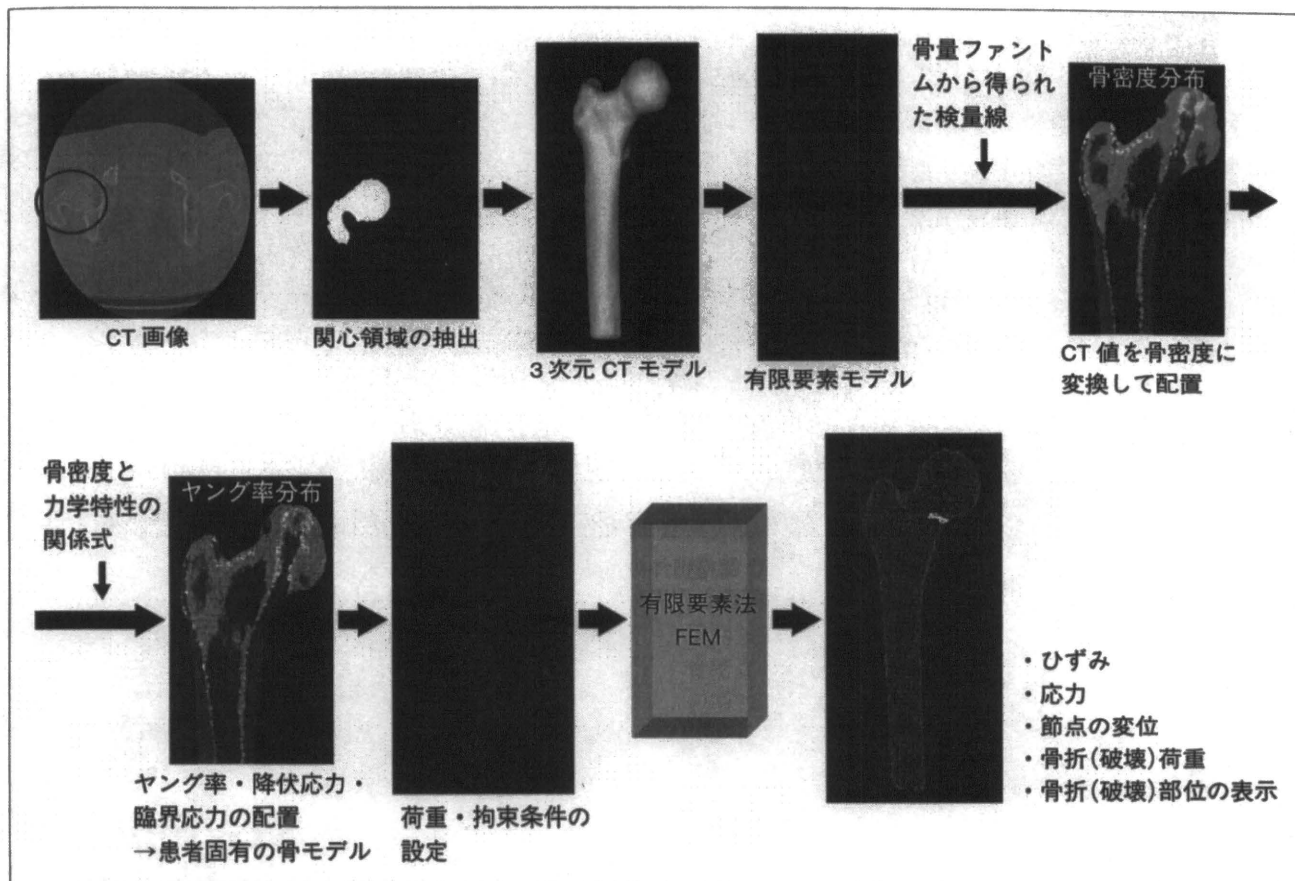 骨量ファント
ムから得られ
た検量線
骨密度分布
CT 画像
関心領域の抽出
3 次元 CT モデル
有限要素モデル
CT 値を骨密度に
変換して配置
骨密度と
力学特性の
関係式
ヤング率分布
ヤング率・降伏応力・
臨界応力の配置
→患者固有の骨モデル
荷重・拘束条件の
設定
有限要素法
FEM
・ひずみ
・応力
・節点の変位
・骨折(破壊)荷重
・骨折(破壊)部位の表示